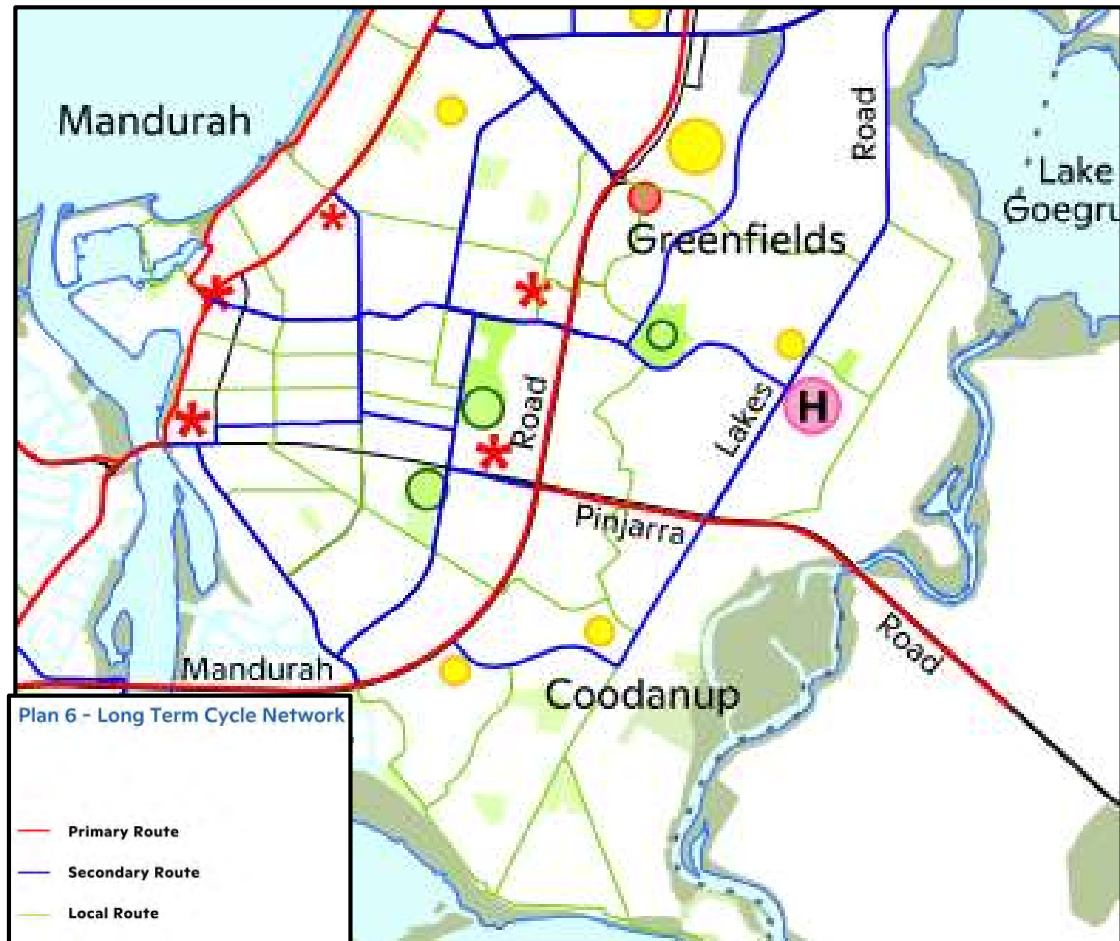 Mandurah
Road
Lake
Goegru
Greenfields
Road
Lakes
H
Pinjarra
Road
Mandurah
Coodanup
Plan 6 - Long Term Cycle Network
Primary Route
Secondary Route
Local Route